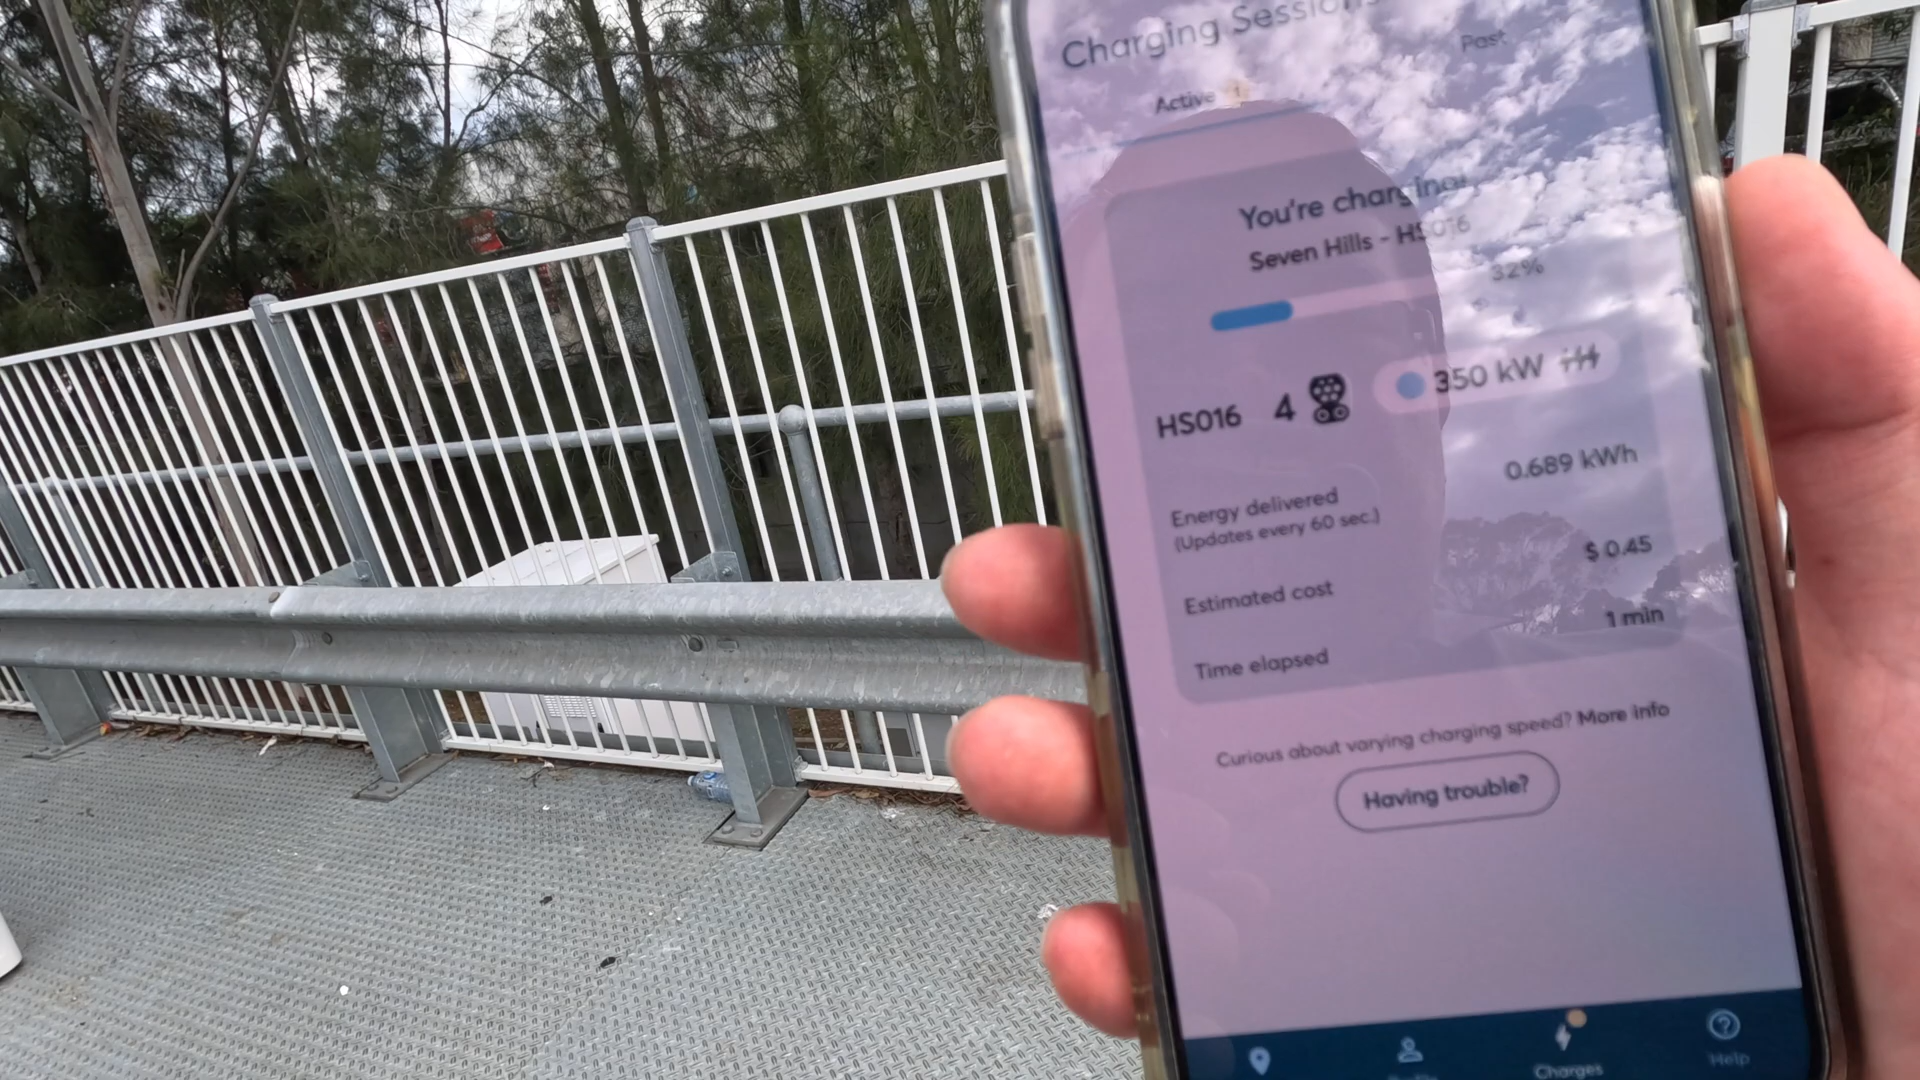 Charging Sessions
Past
Active 1
You're charging!
Seven Hills - HS016
32%
HS016 4 350 kW
0.689 kWh
Energy delivered
(Updates every 60 sec.)
$ 0.45
Estimated cost
1 min
Time elapsed
Curious about varying charging speed? More info
Having trouble?
Charges
Help